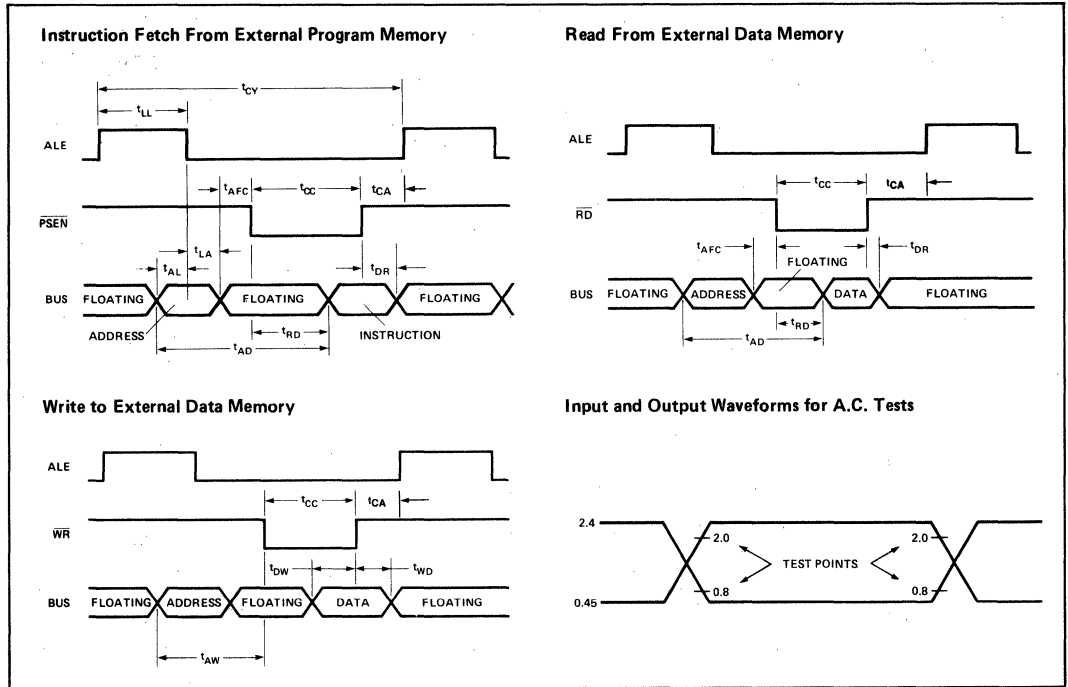 Instruction Fetch From External Program Memory
tCY
tLL
ALE
tAFC
tCC
tCA
PSEN
tLA
tAL
tDR
BUS
FLOATING
FLOATING
FLOATING
ADDRESS
tRD
INSTRUCTION
tAD
Read From External Data Memory
ALE
tCC
tCA
RD
tAFC
tDR
FLOATING
BUS
FLOATING
ADDRESS
DATA
FLOATING
tRD
tAD
Write to External Data Memory
ALE
tCC
tCA
WR
tDW
tWD
BUS
FLOATING
ADDRESS
FLOATING
DATA
FLOATING
tAW
Input and Output Waveforms for A.C. Tests
2.4
2.0
2.0
TEST POINTS
0.8
0.8
0.45